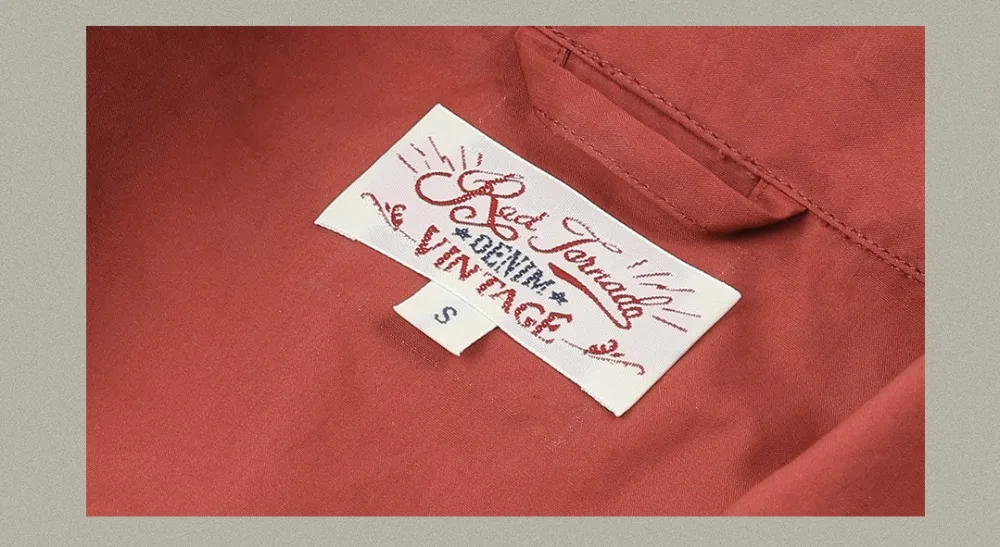 Red Tornado
DENIM
VINTAGE
S